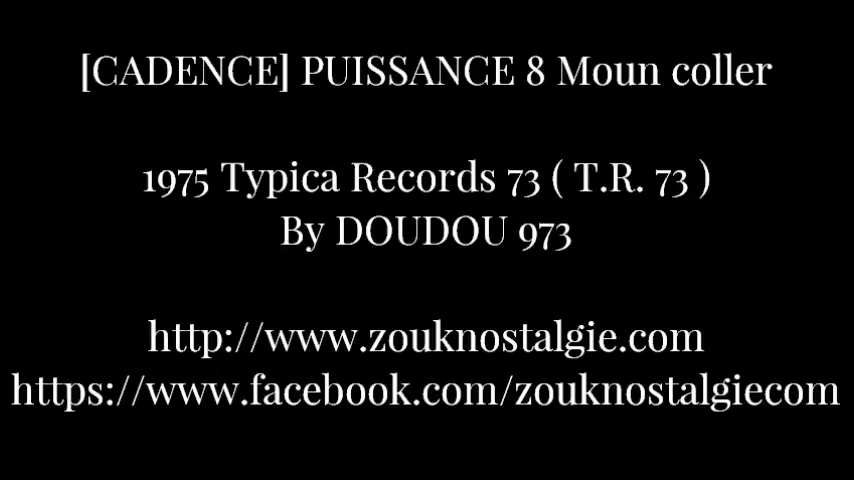 [CADENCE] PUISSANCE 8 Moun coller
1975 Typica Records 73 ( T.R. 73 )
By DOUDOU 973
http://www.zouknostalgie.com
https://www.facebook.com/zouknostalgiecom